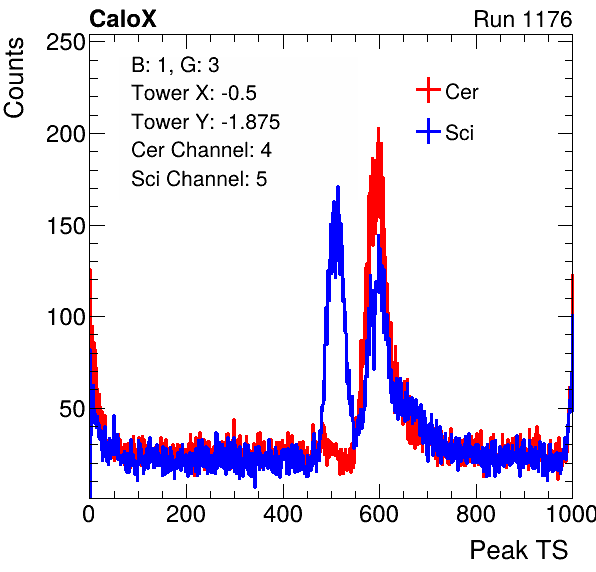 CaloX Run 1176
Counts
250
200
150
100
50
B: 1, G: 3
Tower X: -0.5
Tower Y: -1.875
Cer Channel: 4
Sci Channel: 5
Cer
Sci
0 200 400 600 800 1000
Peak TS